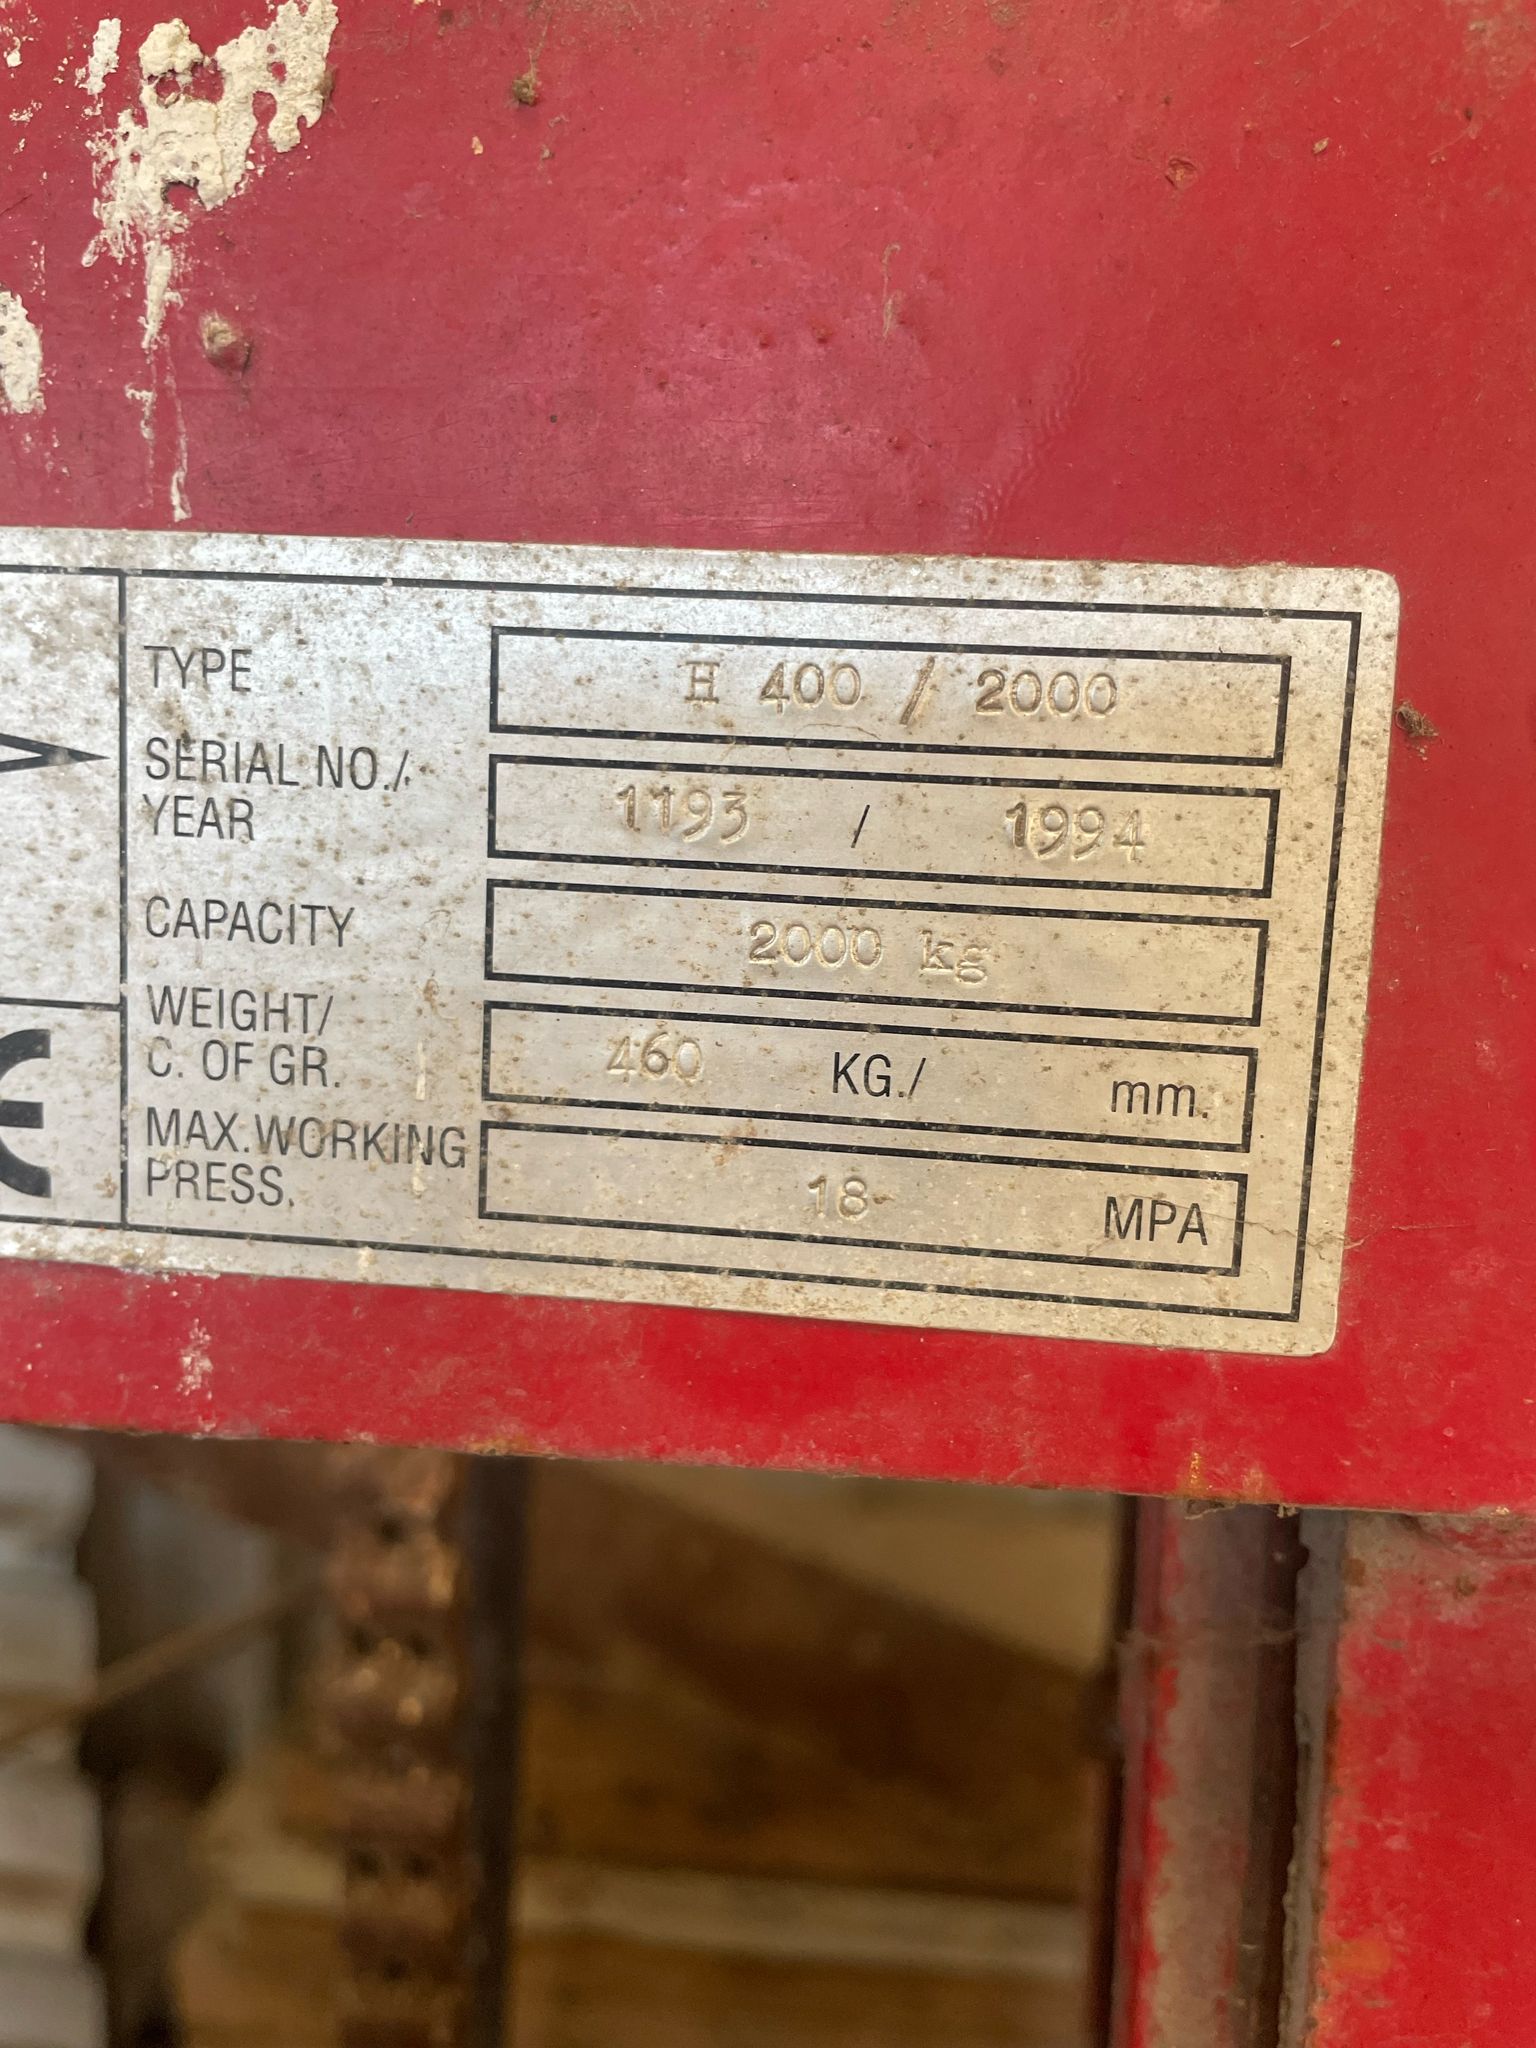 TYPE H 400 / 2000
SERIAL NO./
YEAR 1193 / 1994
CAPACITY 2000 kg
WEIGHT/
C. OF GR. 460 KG./ mm.
MAX. WORKING
PRESS. 18 MPA
CE